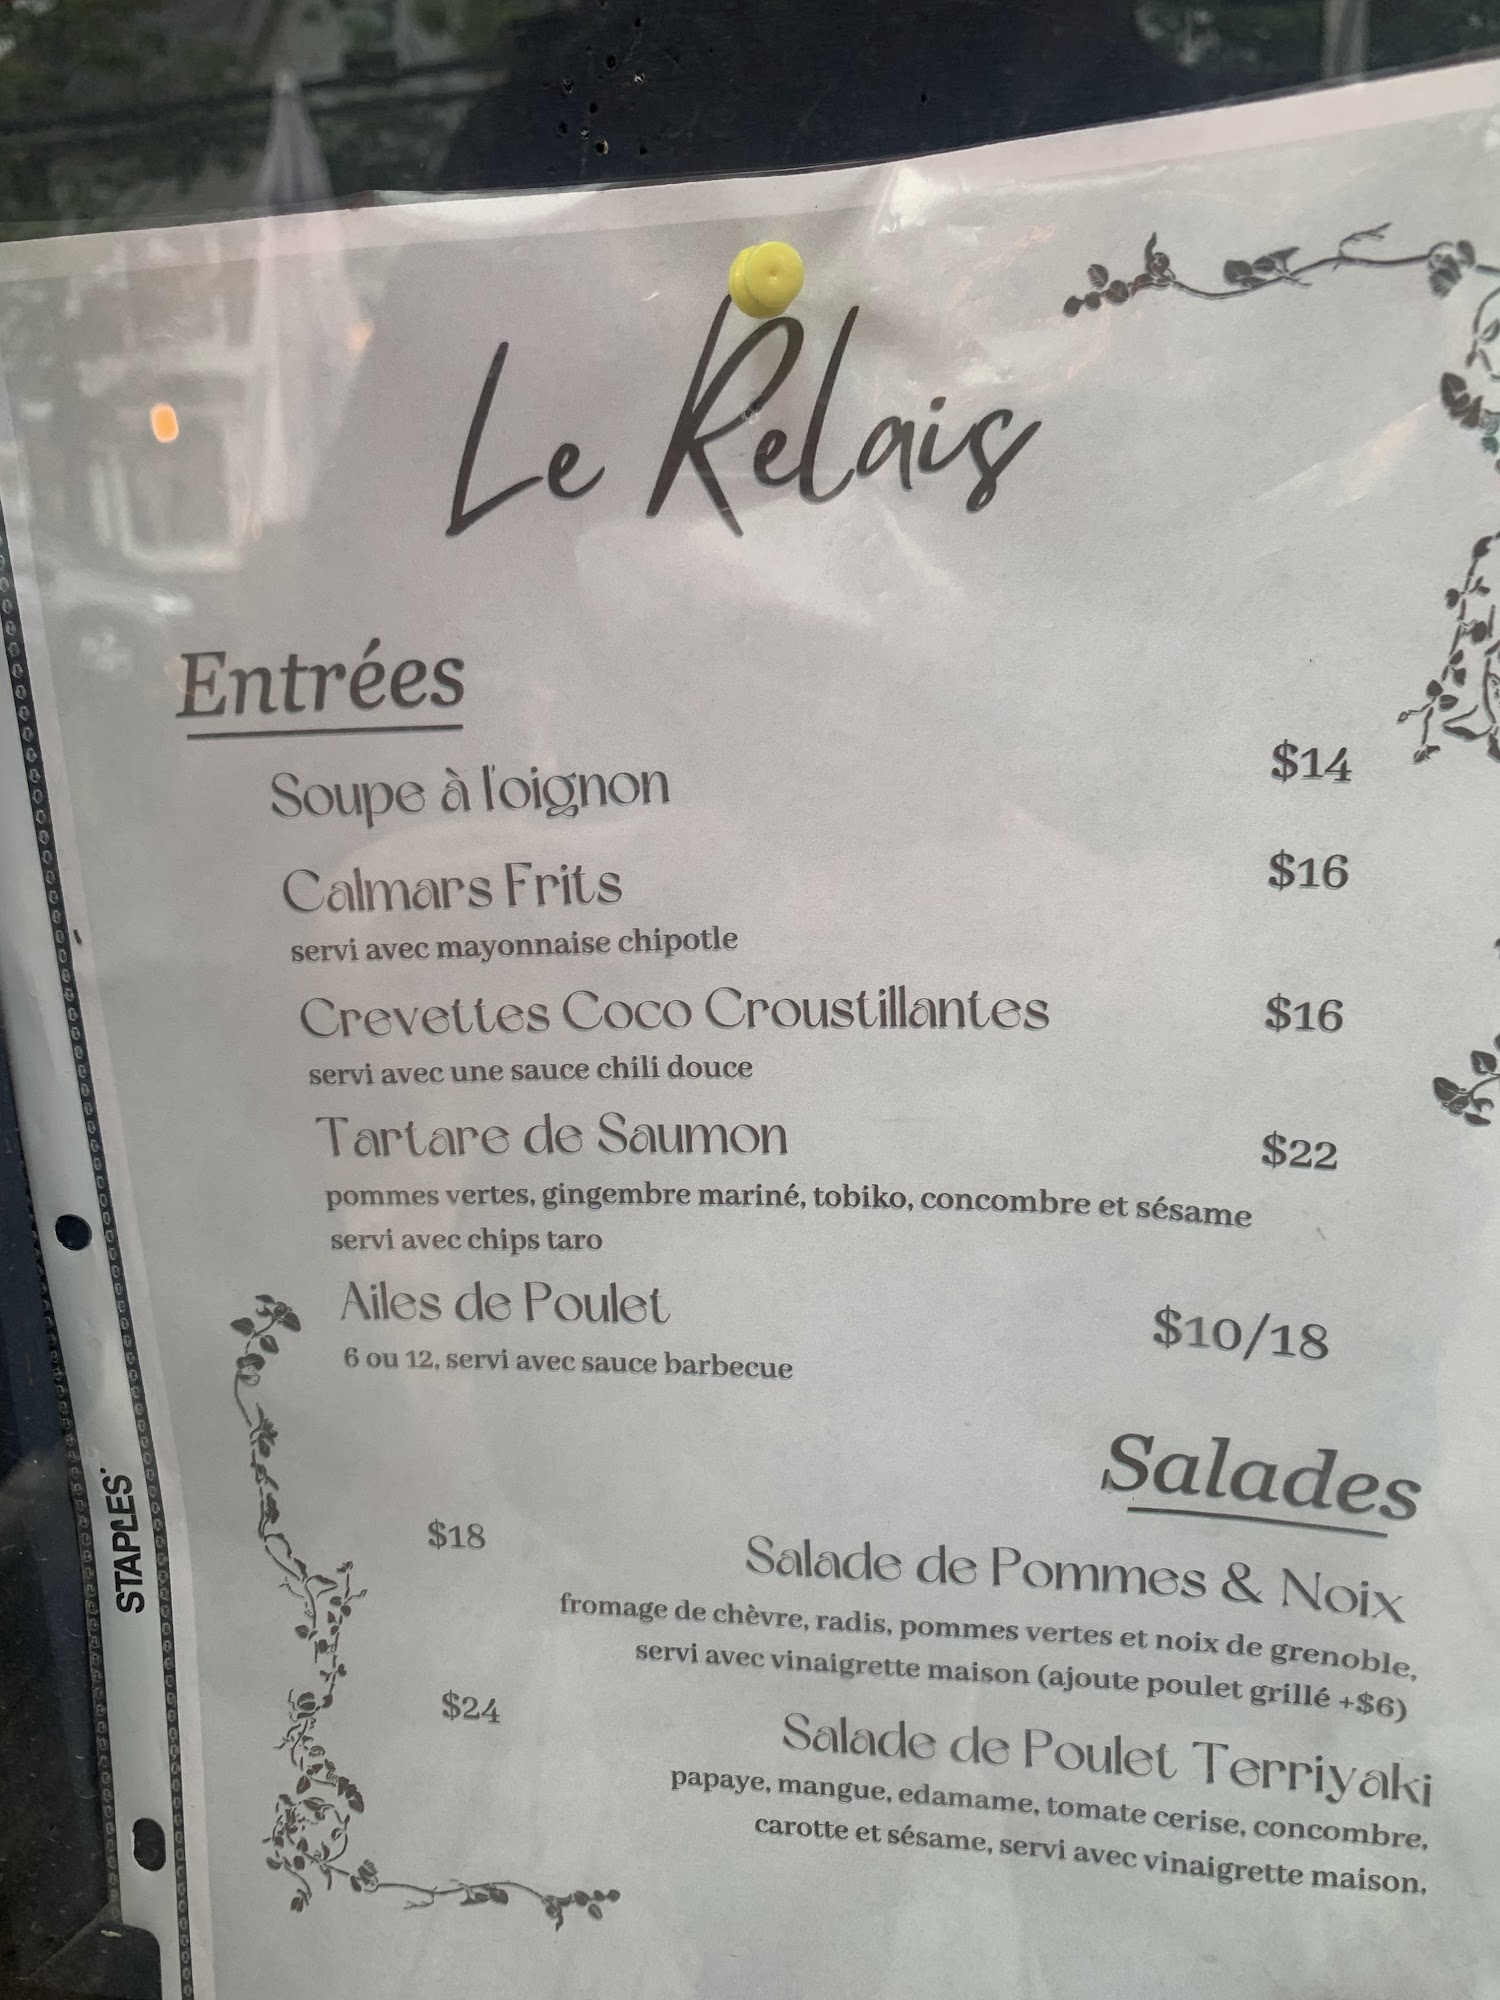 Le Relais
Entrées
Soupe à l'oignon $14
Calmars Frits $16
servi avec mayonnaise chipotle
Crevettes Coco Croustillantes $16
servi avec une sauce chili douce
Tartare de Saumon $22
pommes vertes, gingembre mariné, tobiko, concombre et sésame
servi avec chips taro
Ailes de Poulet $10/18
6 ou 12, servi avec sauce barbecue
Salades
$18 Salade de Pommes & Noix
fromage de chèvre, radis, pommes vertes et noix de grenoble,
servi avec vinaigrette maison (ajoute poulet grillé +$6)
$24 Salade de Poulet Terriyaki
papaye, mangue, edamame, tomate cerise, concombre,
carotte et sésame, servi avec vinaigrette maison,
STAPLES